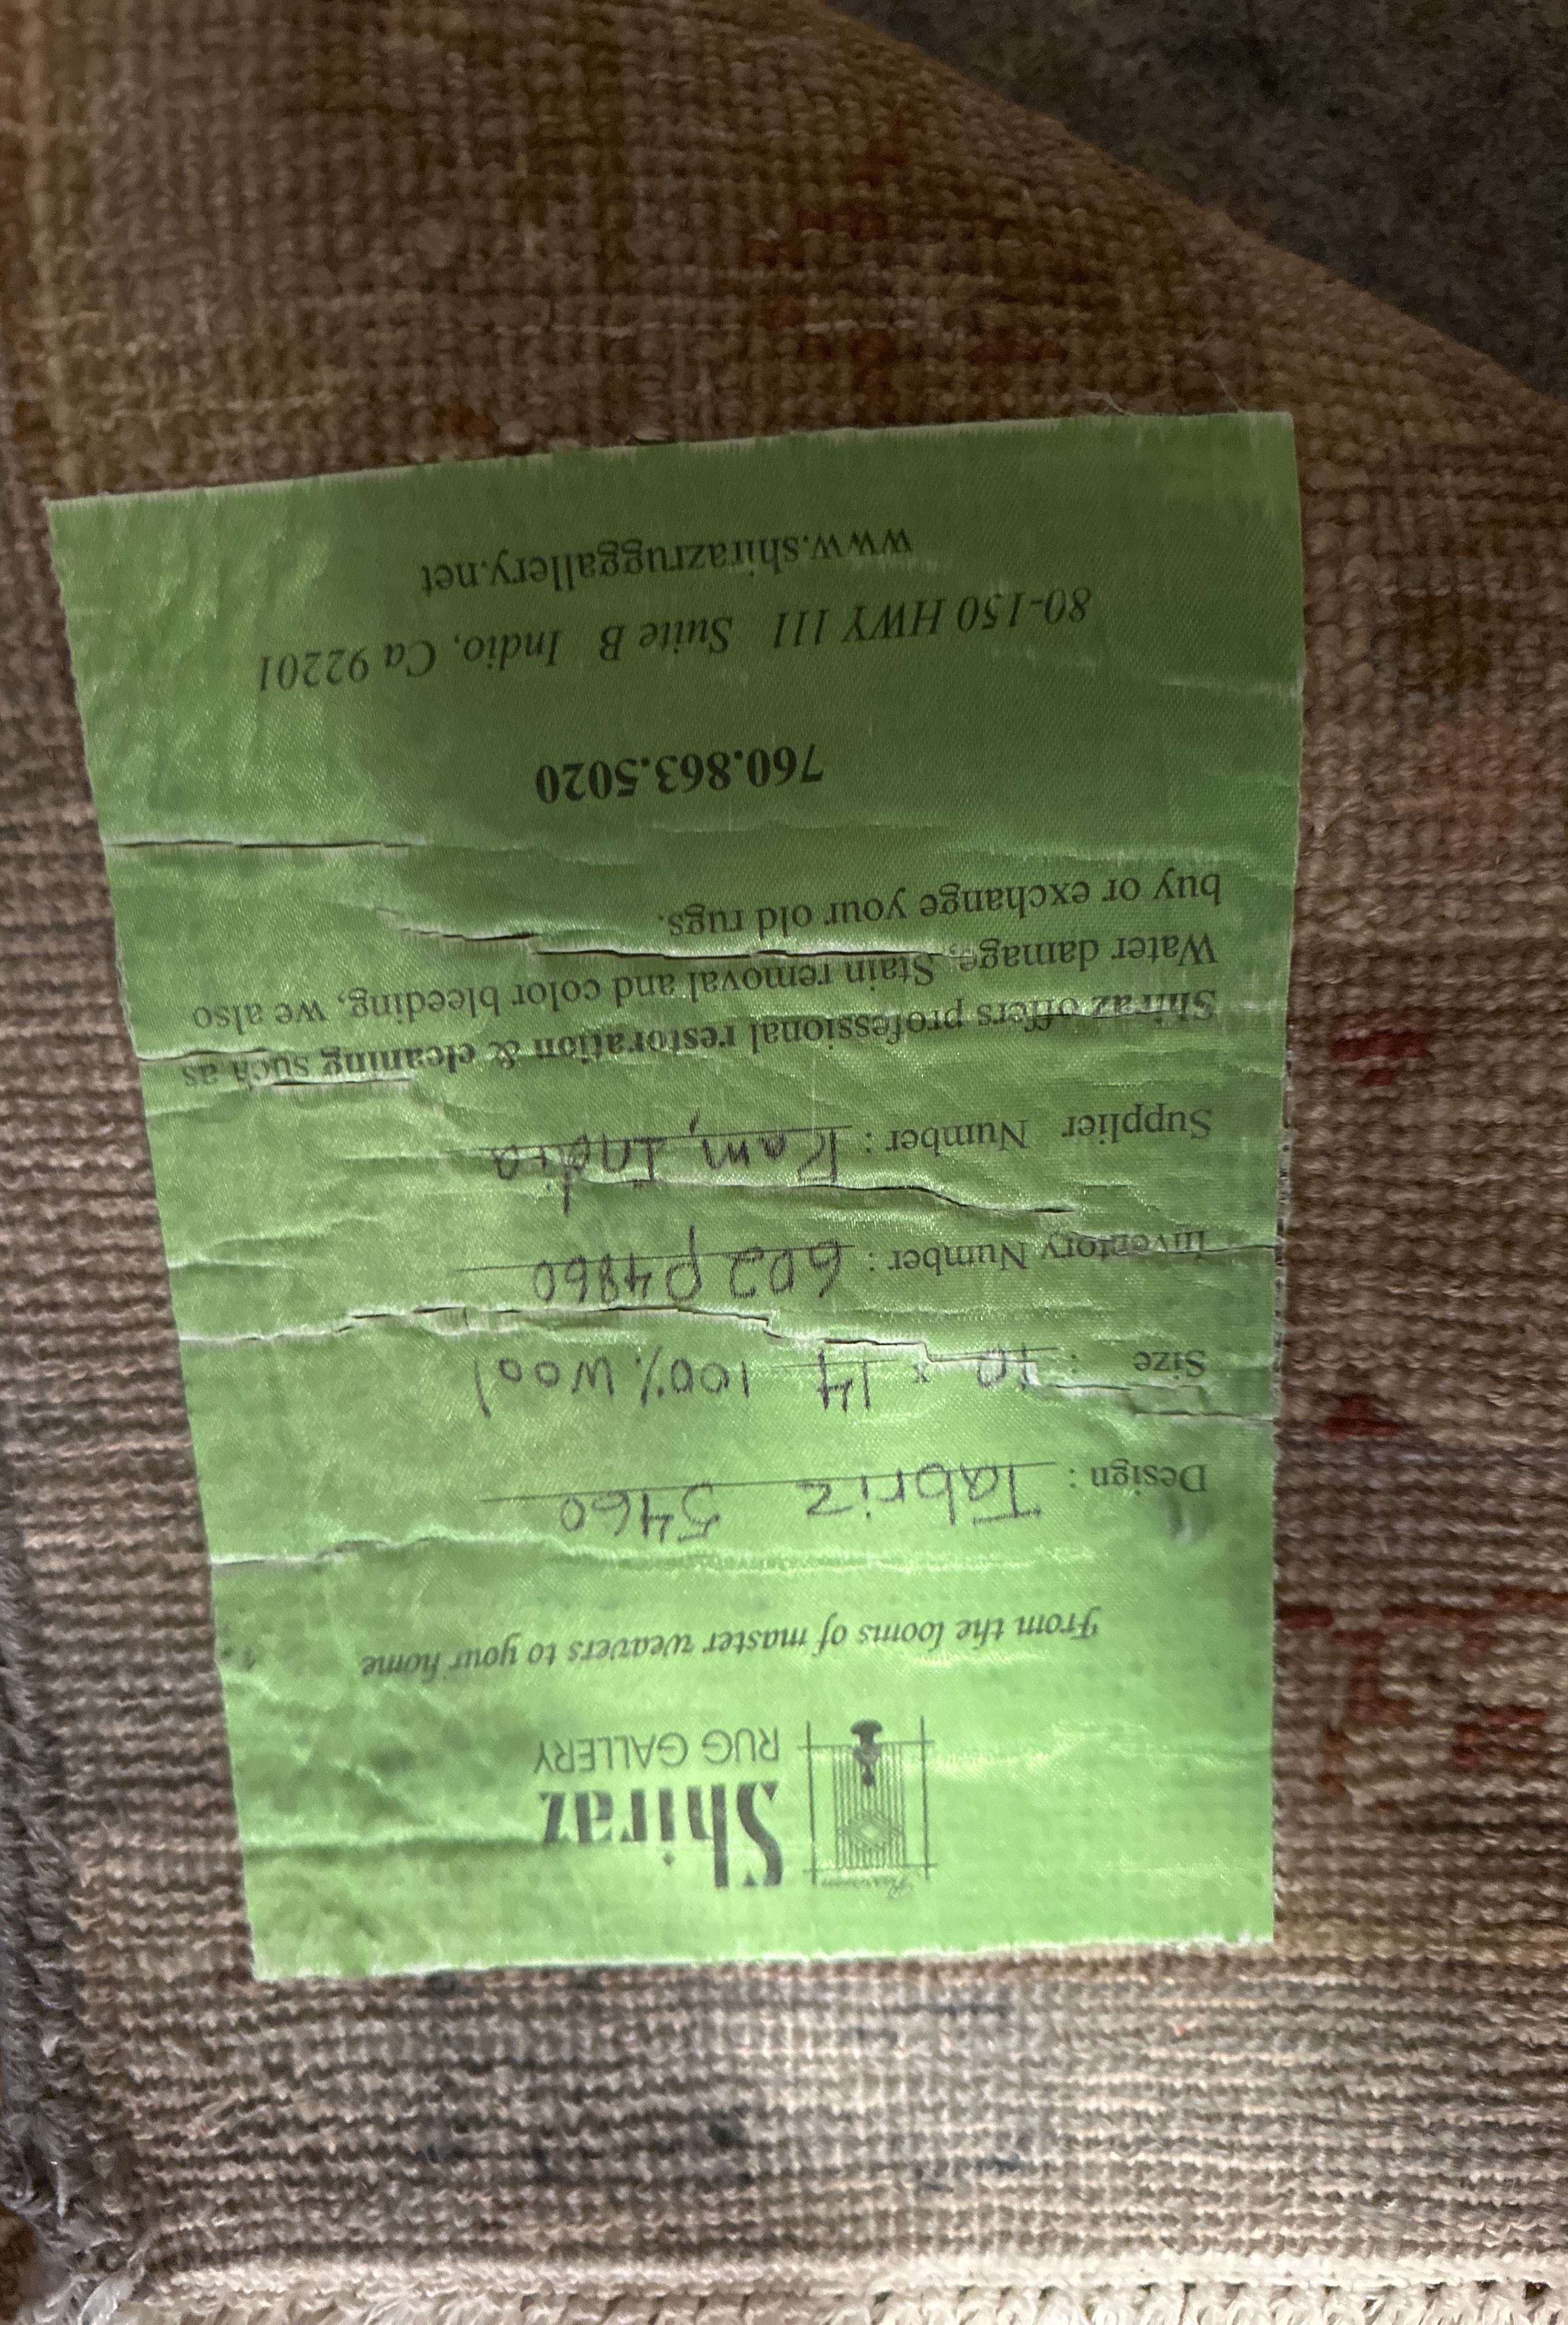 Shiraz
RUG GALLERY
From the looms of master weavers to your home
Design : Tabriz 5460
Size : 10 x 14 100% wool
Inventory Number : 602 P4860
Supplier Number : Ram, India
Shiraz offers professional restoration & cleaning such as
Water damage, Stain removal and color bleeding, we also
buy or exchange your old rugs.
760.863.5020
80-150 HWY 111 Suite B Indio, Ca 92201
www.shirazruggallery.net